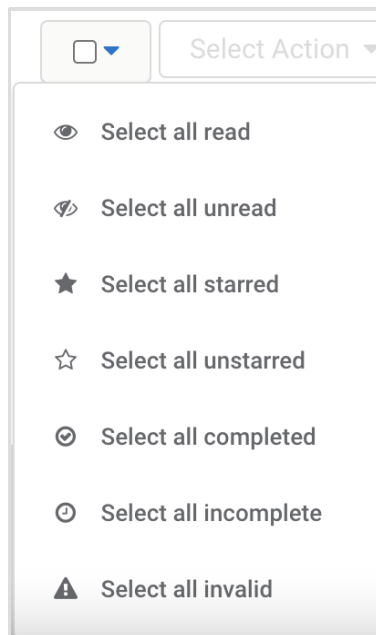 Select Action
Select all read
Select all unread
Select all starred
Select all unstarred
Select all completed
Select all incomplete
Select all invalid